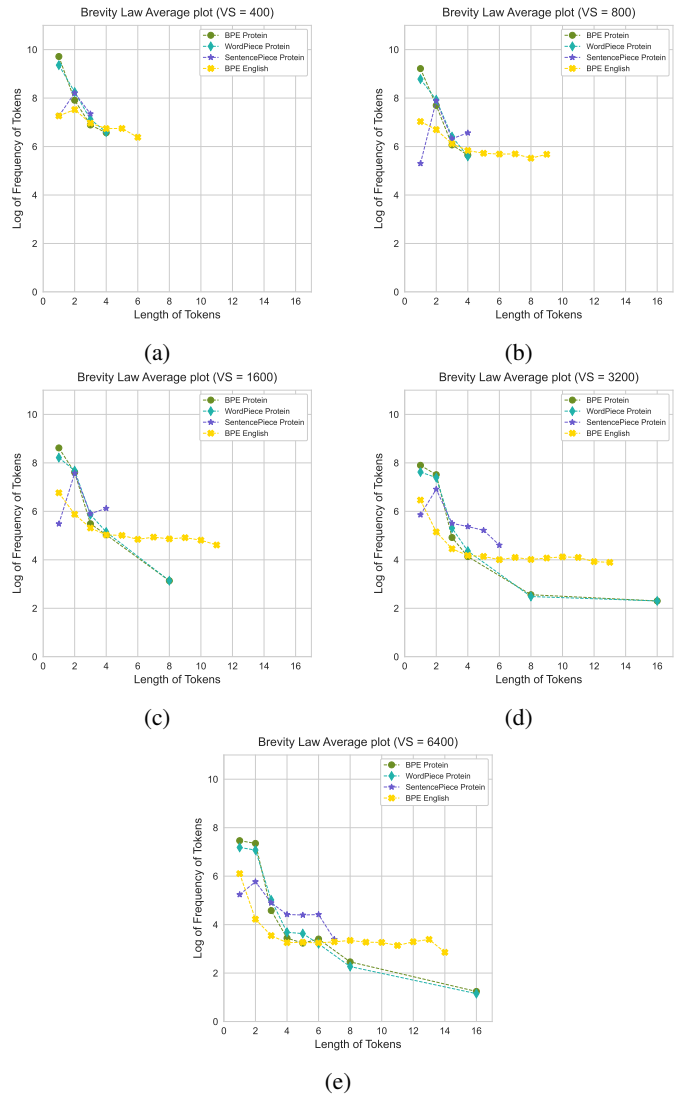 Brevity Law Average plot (VS = 400)
Log of Frequency of Tokens
10
8
6
4
2
0
BPE Protein
WordPiece Protein
SentencePiece Protein
BPE English
0 2 4 6 8 10 12 14 16
Length of Tokens
(a)
Brevity Law Average plot (VS = 800)
Log of Frequency of Tokens
10
8
6
4
2
0
BPE Protein
WordPiece Protein
SentencePiece Protein
BPE English
0 2 4 6 8 10 12 14 16
Length of Tokens
(b)
Brevity Law Average plot (VS = 1600)
Log of Frequency of Tokens
10
8
6
4
2
0
BPE Protein
WordPiece Protein
SentencePiece Protein
BPE English
0 2 4 6 8 10 12 14 16
Length of Tokens
(c)
Brevity Law Average plot (VS = 3200)
Log of Frequency of Tokens
10
8
6
4
2
0
BPE Protein
WordPiece Protein
SentencePiece Protein
BPE English
0 2 4 6 8 10 12 14 16
Length of Tokens
(d)
Brevity Law Average plot (VS = 6400)
Log of Frequency of Tokens
10
8
6
4
2
0
BPE Protein
WordPiece Protein
SentencePiece Protein
BPE English
0 2 4 6 8 10 12 14 16
Length of Tokens
(e)